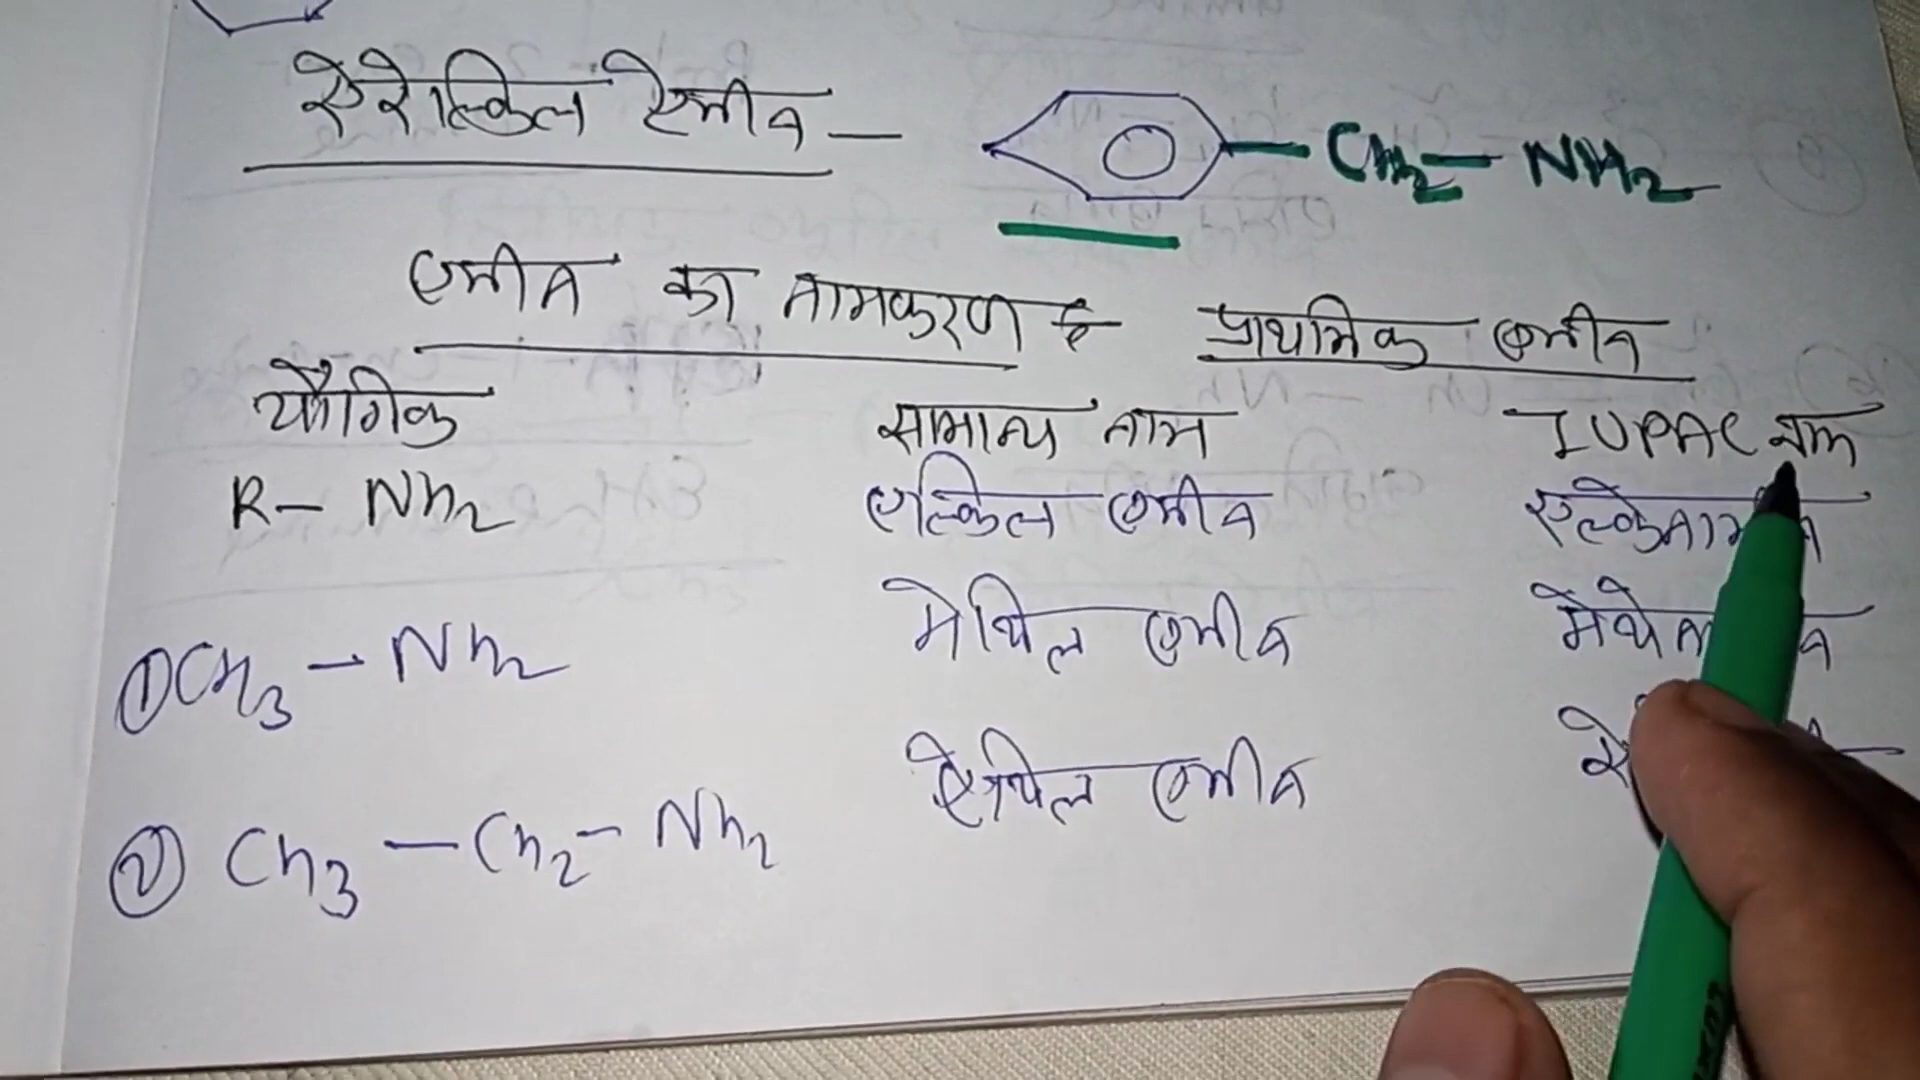 ऐरेल्किल ऐमीन — CH2 — NH2
एमीन का नामकरण :- प्राथमिक एमीन
यौगिक सामान्य नाम IUPAC नाम
R — NH2 एल्किल एमीन
① CH3 — NH2 मेथिल एमीन
② CH3 — CH2 — NH2 ऐथिल एमीन